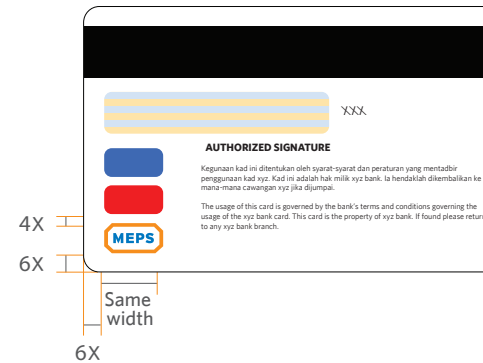 XXX
AUTHORIZED SIGNATURE
Kegunaan kad ini ditentukan oleh syarat-syarat dan peraturan yang mentadbir
penggunaan kad xyz. Kad ini adalah hak milik xyz bank. Ia hendaklah dikembalikan ke
mana-mana cawangan xyz jika dijumpai.
The usage of this card is governed by the bank's terms and conditions governing the
usage of the xyz bank card. This card is the property of xyz bank. If found please return
to any xyz bank branch.
4X
MEPS
6X
Same
width
6X